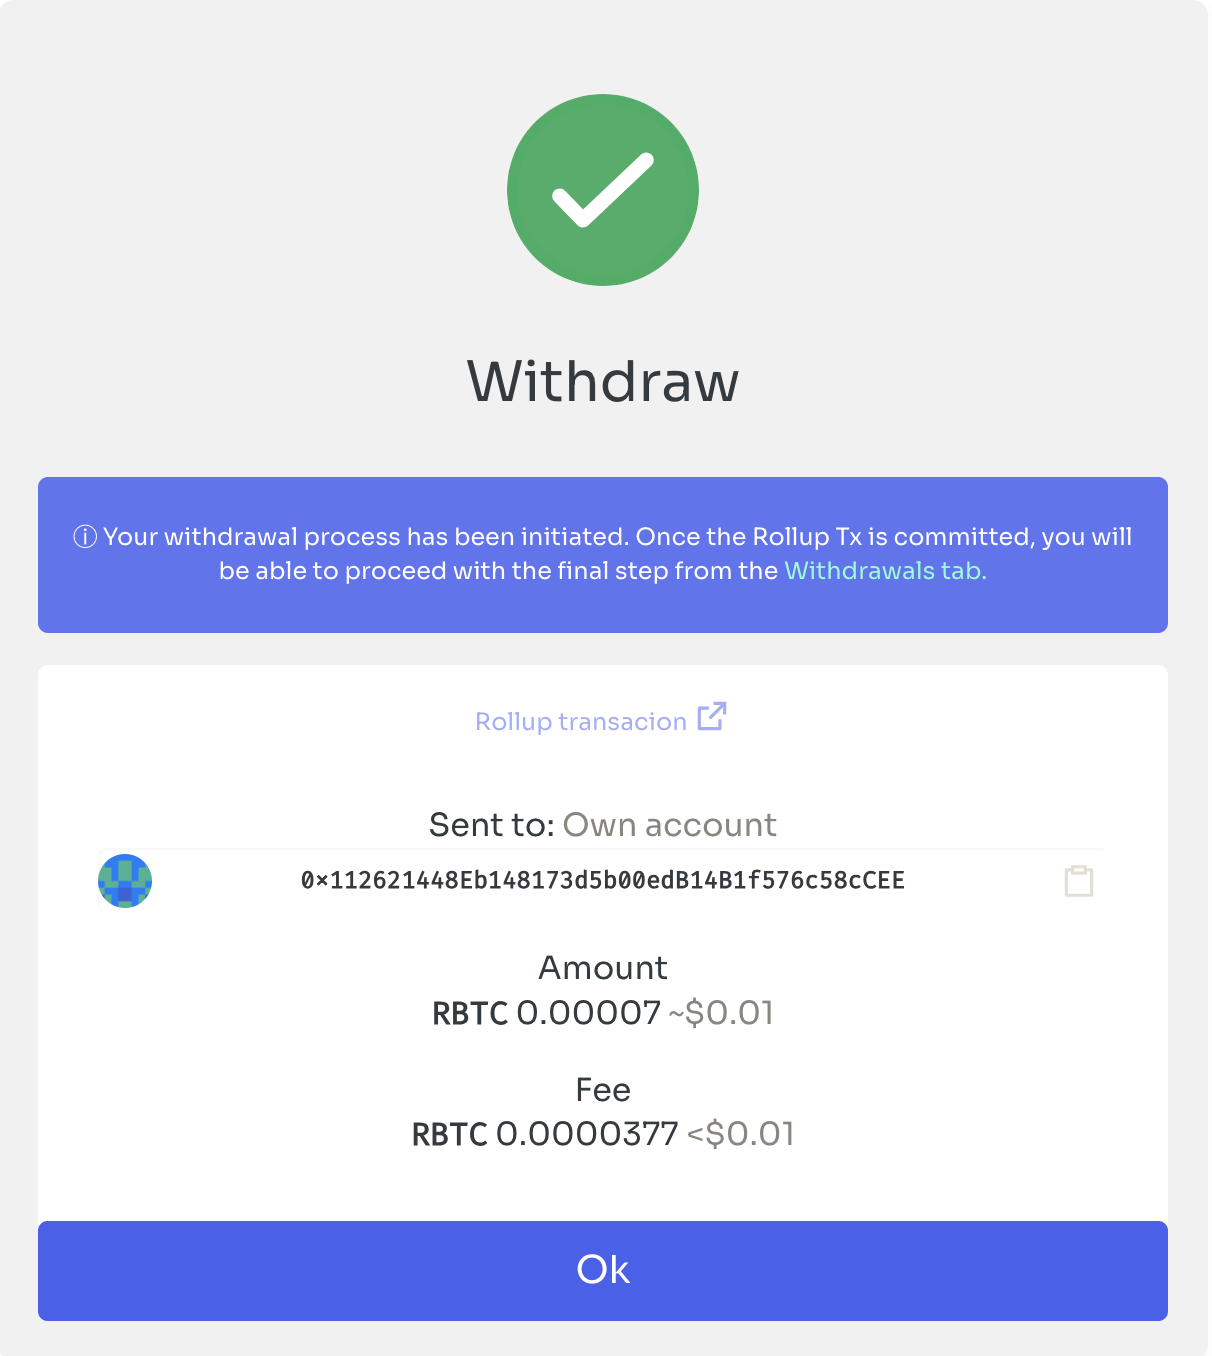 Withdraw
ⓘ Your withdrawal process has been initiated. Once the Rollup Tx is committed, you will
be able to proceed with the final step from the Withdrawals tab.
Rollup transacion
Sent to: Own account
0×112621448Eb148173d5b00edB14B1f576c58cCEE
Amount
RBTC 0.00007 ~$0.01
Fee
RBTC 0.0000377 <$0.01
Ok